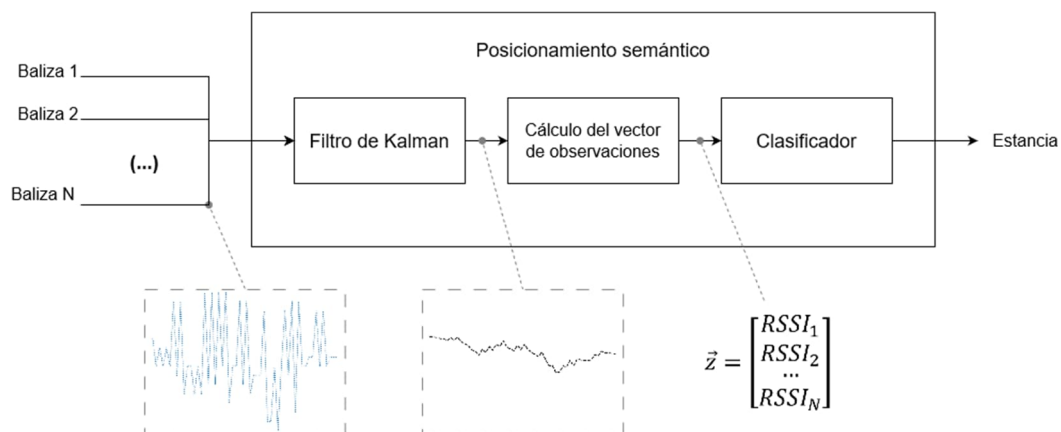 Posicionamiento semántico
Baliza 1
Baliza 2
(...)
Baliza N
Filtro de Kalman
Cálculo del vector
de observaciones
Clasificador
Estancia
z⃗ = [RSSI₁
RSSI₂
...
RSSI_N]